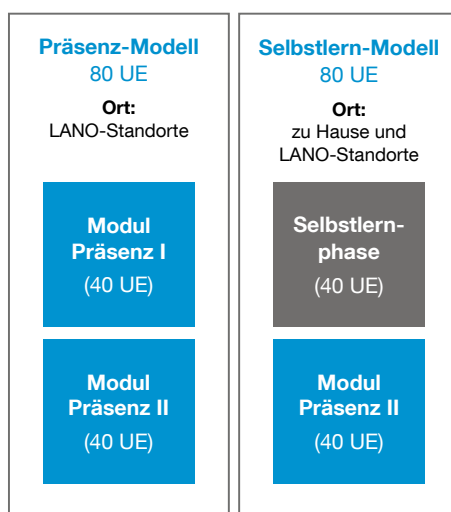 Präsenz-Modell
80 UE
Ort:
LANO-Standorte
Modul
Präsenz I
(40 UE)
Modul
Präsenz II
(40 UE)
Selbstlern-Modell
80 UE
Ort:
zu Hause und
LANO-Standorte
Selbstlern-
phase
(40 UE)
Modul
Präsenz II
(40 UE)